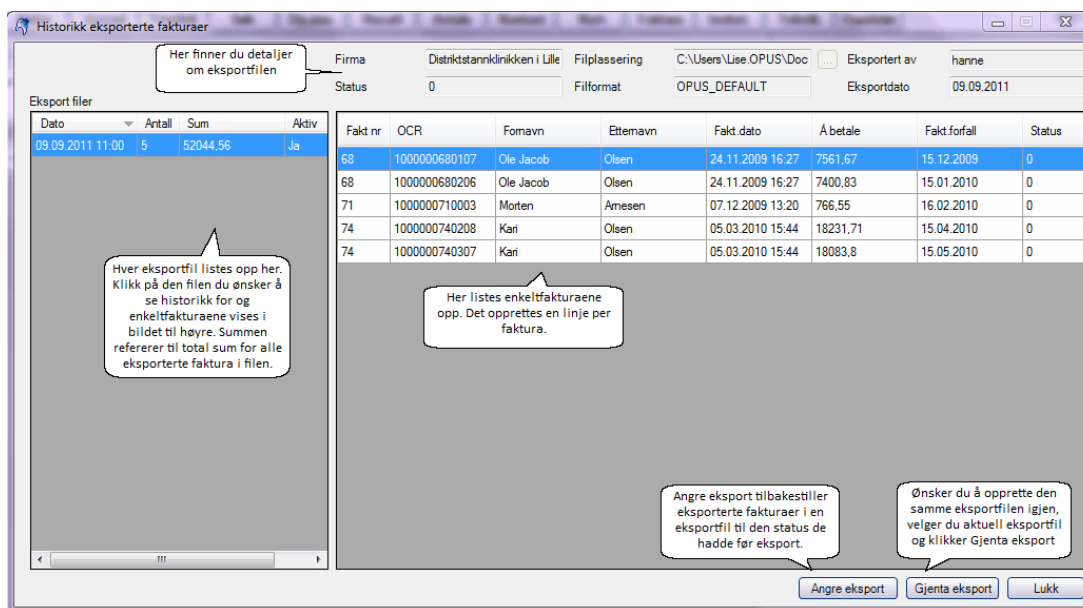 Historikk eksporterte fakturaer
Her finner du detaljer
om eksportfilen
Firma Distriktstannklinikken i Lille Filplassering C:\Users\Lise.OPUS\Doc ... Eksportert av hanne
Status 0 Filformat OPUS_DEFAULT Eksportdato 09.09.2011
Eksport filer
Dato Antall Sum Aktiv
09.09.2011 11:00 5 52044,56 Ja
Fakt nr OCR Fornavn Etternavn Fakt.dato Å betale Fakt.forfall Status
68 1000000680107 Ole Jacob Olsen 24.11.2009 16:27 7561,67 15.12.2009 0
68 1000000680206 Ole Jacob Olsen 24.11.2009 16:27 7400,83 15.01.2010 0
71 1000000710003 Morten Arnesen 07.12.2009 13:20 766,55 16.02.2010 0
74 1000000740208 Kari Olsen 05.03.2010 15:44 18231,71 15.04.2010 0
74 1000000740307 Kari Olsen 05.03.2010 15:44 18083,8 15.05.2010 0
Hver eksportfil listes opp her.
Klikk på den filen du ønsker å
se historikk for og
enkeltfakturaene vises i
bildet til høyre. Summen
refererer til total sum for alle
eksporterte faktura i filen.
Her listes enkeltfakturaene
opp. Det opprettes en linje per
faktura.
Angre eksport tilbakestiller
eksporterte fakturaer i en
eksportfil til den status de
hadde før eksport.
Ønsker du å opprette den
samme eksportfilen igjen,
velger du aktuell eksportfil
og klikker Gjenta eksport
Angre eksport Gjenta eksport Lukk